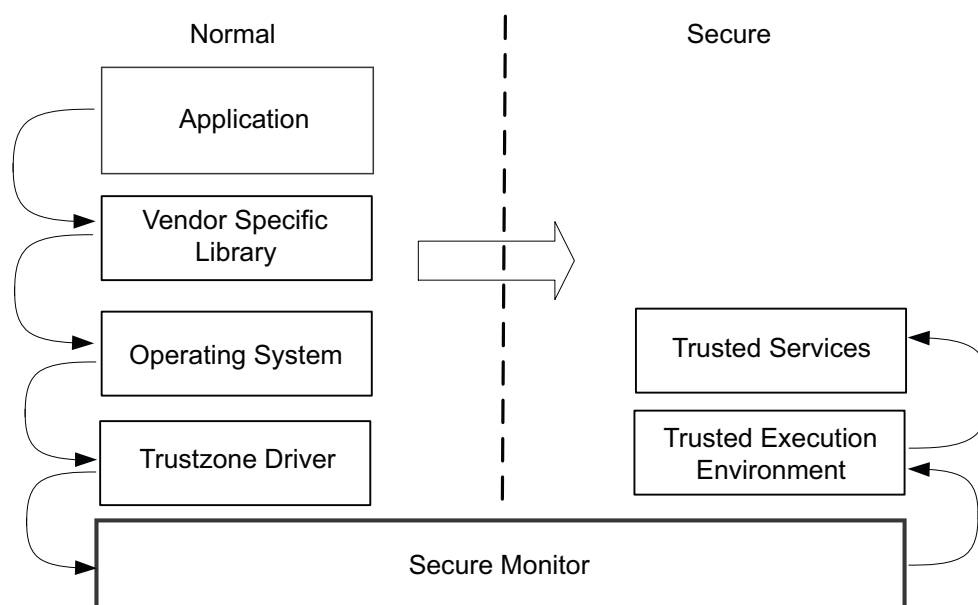 Normal
Secure
Application
Vendor Specific
Library
Operating System
Trusted Services
Trustzone Driver
Trusted Execution
Environment
Secure Monitor